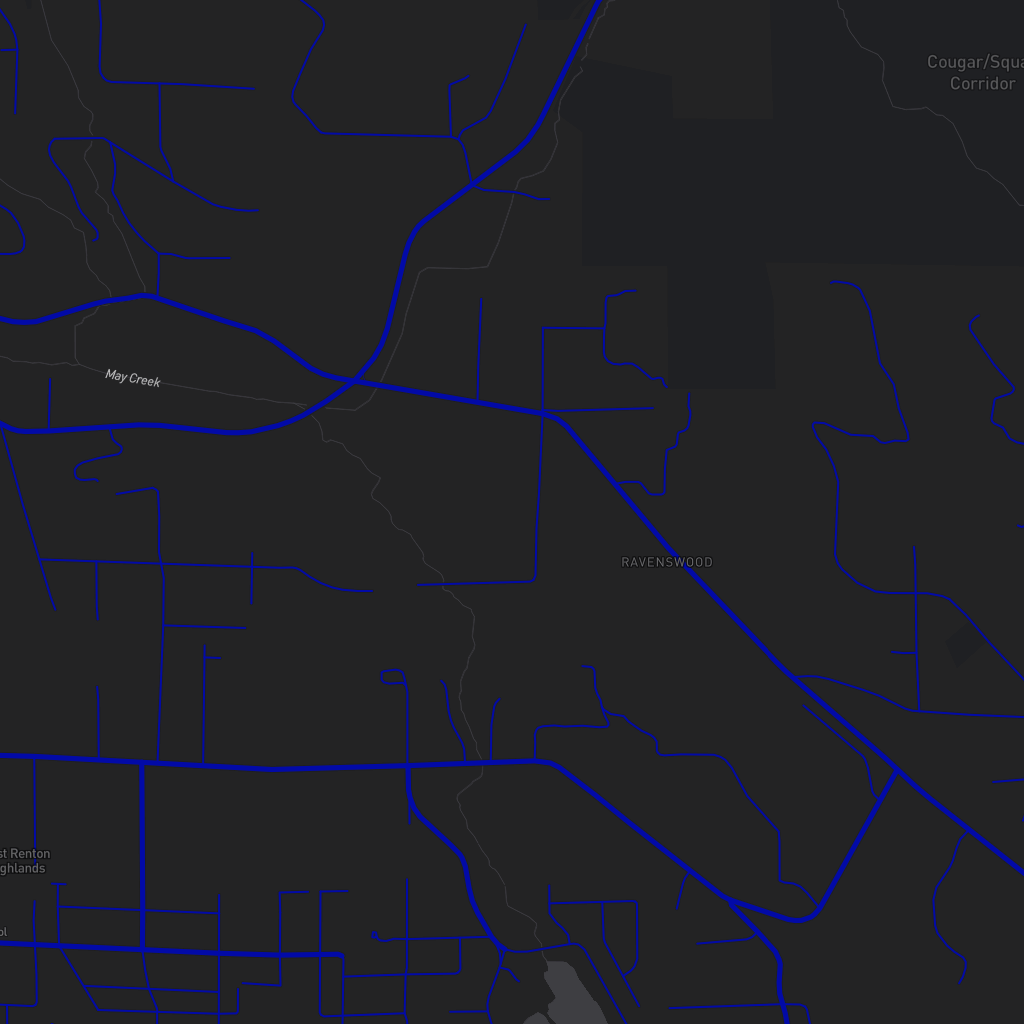 Cougar/Squa
Corridor
May Creek
RAVENSWOOD
st Renton
ghlands
ol